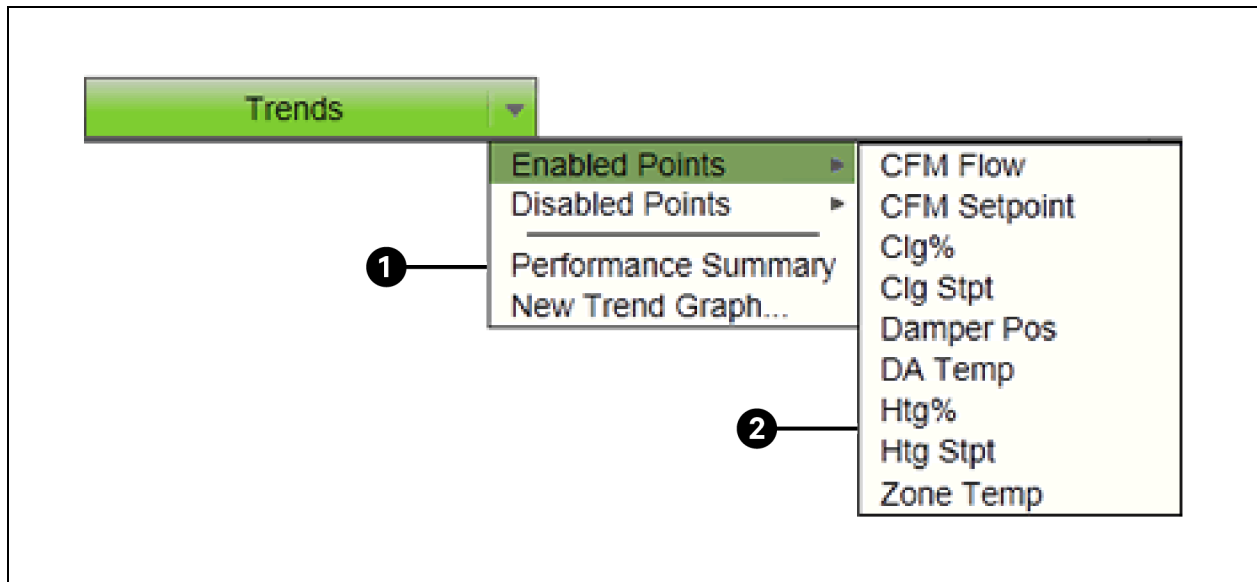 Trends
Enabled Points
Disabled Points
1
Performance Summary
New Trend Graph...
CFM Flow
CFM Setpoint
Clg%
Clg Stpt
Damper Pos
DA Temp
2
Htg%
Htg Stpt
Zone Temp